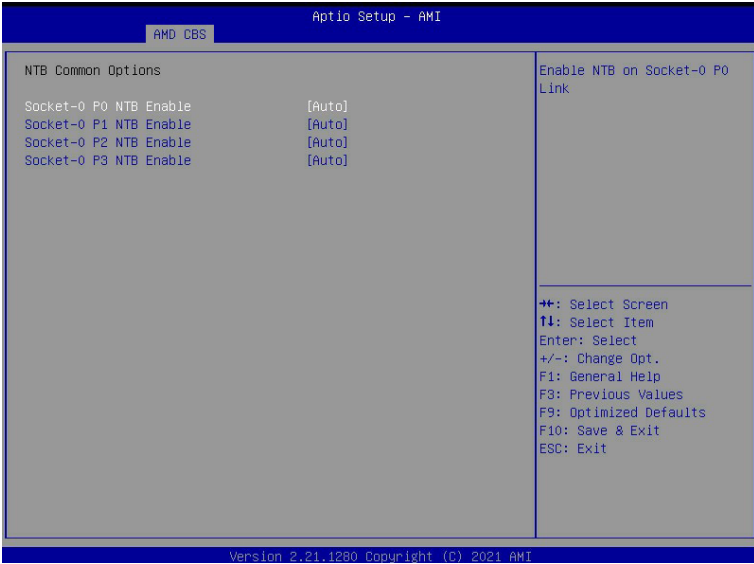 Aptio Setup – AMI
AMD CBS
NTB Common Options
Socket-0 P0 NTB Enable [Auto]
Socket-0 P1 NTB Enable [Auto]
Socket-0 P2 NTB Enable [Auto]
Socket-0 P3 NTB Enable [Auto]
Enable NTB on Socket-0 P0
Link
→←: Select Screen
↑↓: Select Item
Enter: Select
+/-: Change Opt.
F1: General Help
F3: Previous Values
F9: Optimized Defaults
F10: Save & Exit
ESC: Exit
Version 2.21.1280 Copyright (C) 2021 AMI